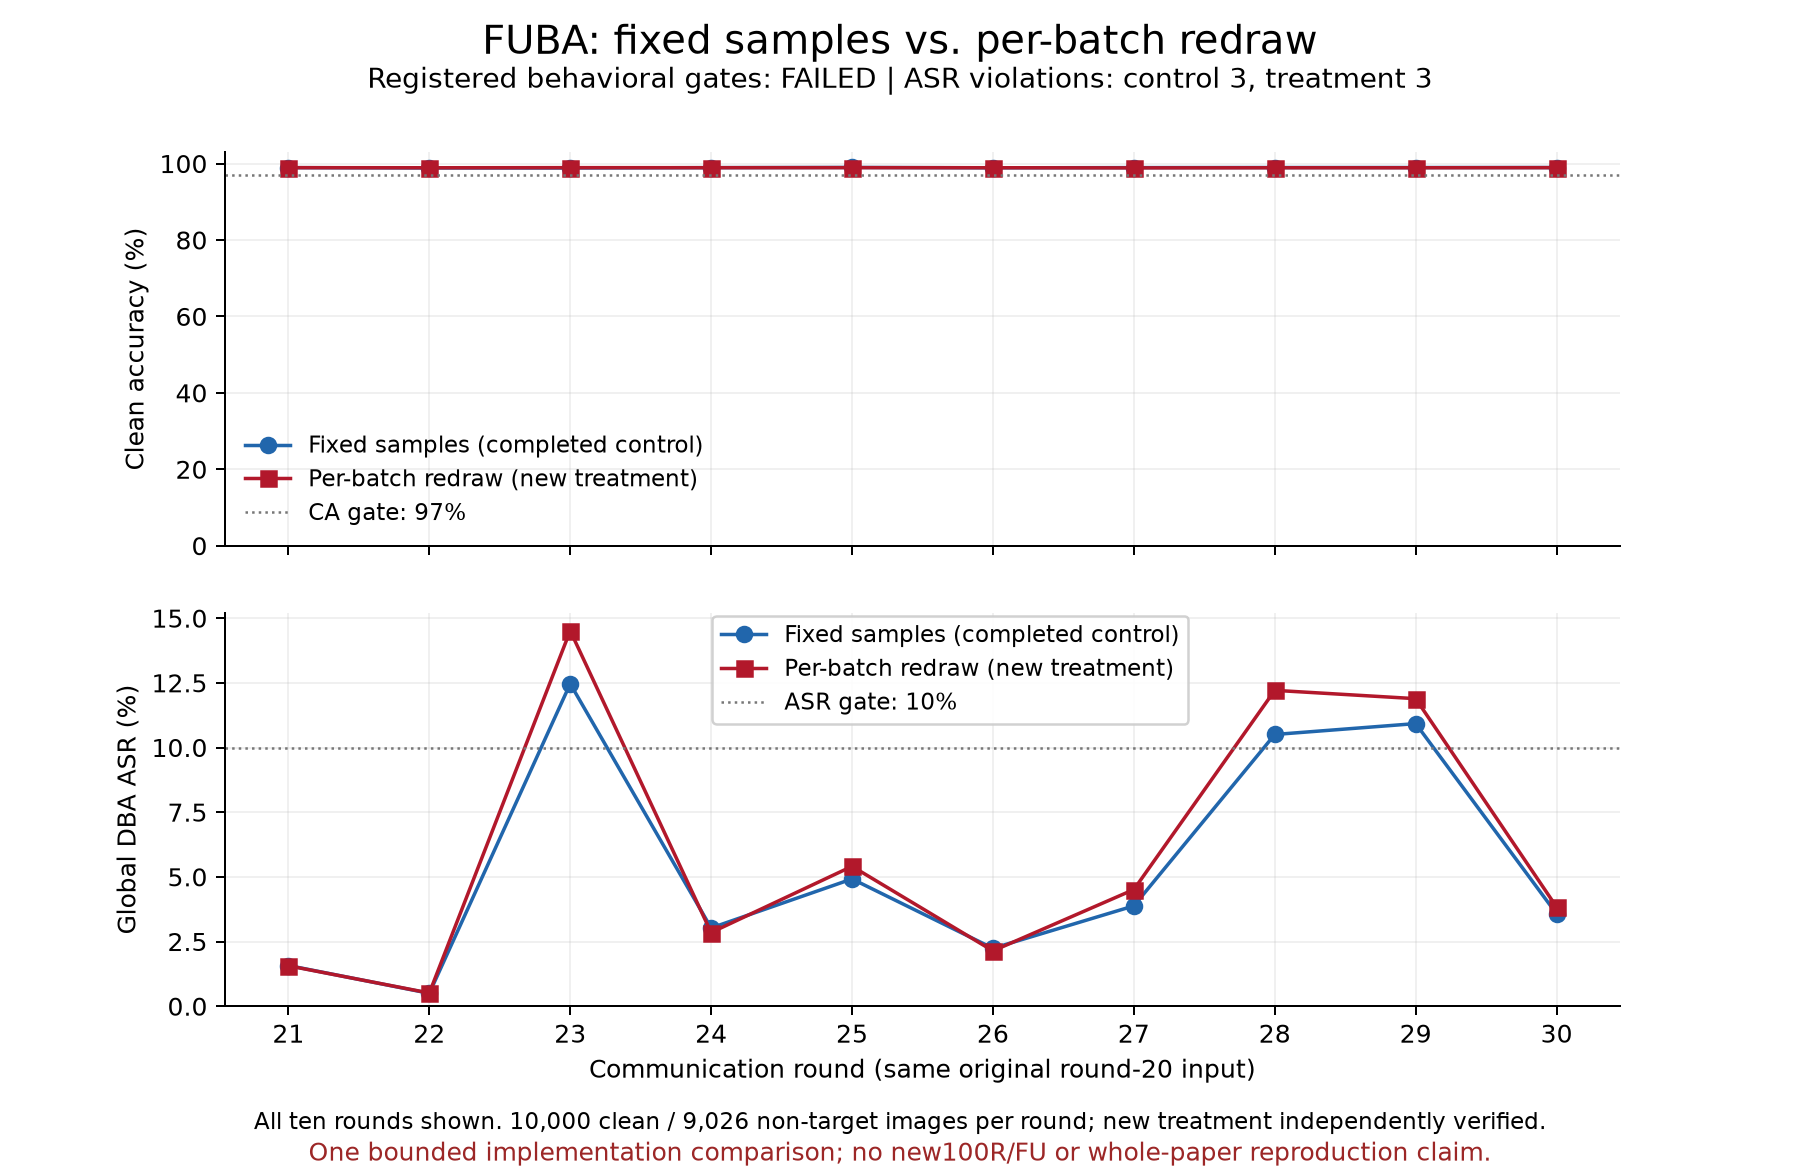 FUBA: fixed samples vs. per-batch redraw
Registered behavioral gates: FAILED | ASR violations: control 3, treatment 3
100
80
60
40
20
0
Clean accuracy (%)
Fixed samples (completed control)
Per-batch redraw (new treatment)
CA gate: 97%
15.0
12.5
10.0
7.5
5.0
2.5
0.0
Global DBA ASR (%)
Fixed samples (completed control)
Per-batch redraw (new treatment)
ASR gate: 10%
21 22 23 24 25 26 27 28 29 30
Communication round (same original round-20 input)
All ten rounds shown. 10,000 clean / 9,026 non-target images per round; new treatment independently verified.
One bounded implementation comparison; no new100R/FU or whole-paper reproduction claim.